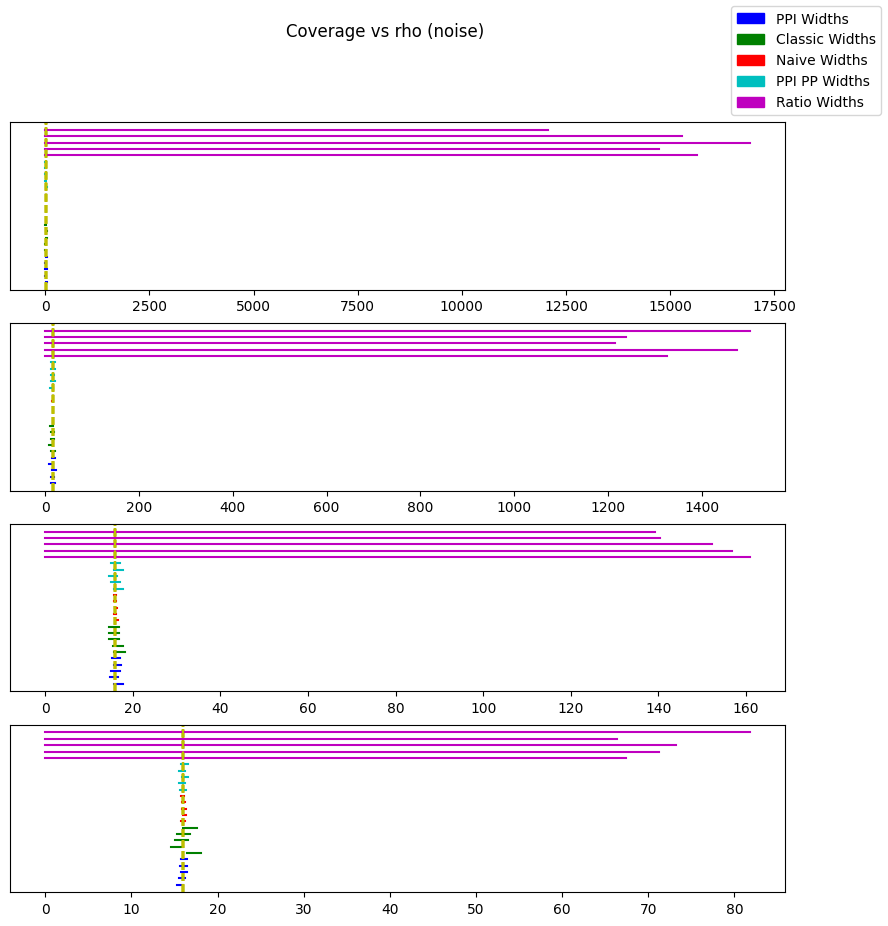 Coverage vs rho (noise)
PPI Widths
Classic Widths
Naive Widths
PPI PP Widths
Ratio Widths
0 2500 5000 7500 10000 12500 15000 17500
0 200 400 600 800 1000 1200 1400
0 20 40 60 80 100 120 140 160
0 10 20 30 40 50 60 70 80